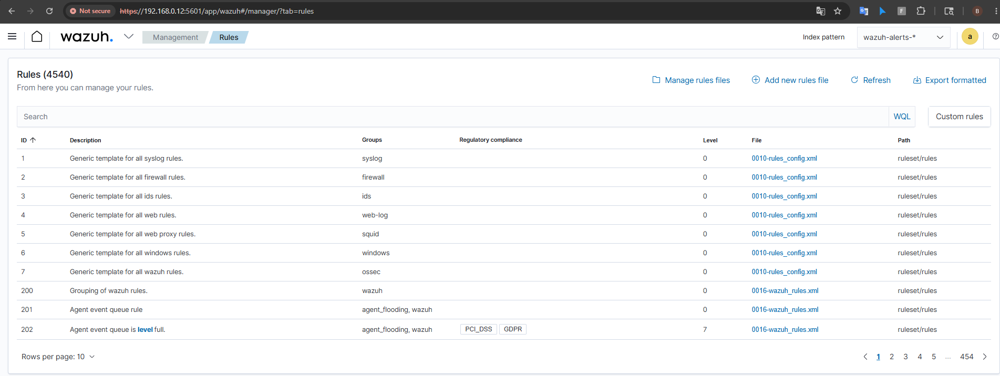 Not secure https://192.168.0.12:5601/app/wazuh#/manager/?tab=rules F B
wazuh. Management Rules Index pattern wazuh-alerts-* a
Rules (4540)
From here you can manage your rules.
Manage rules files Add new rules file Refresh Export formatted
Search WQL Custom rules
ID Description Groups Regulatory compliance Level File Path
1 Generic template for all syslog rules. syslog 0 0010-rules_config.xml ruleset/rules
2 Generic template for all firewall rules. firewall 0 0010-rules_config.xml ruleset/rules
3 Generic template for all ids rules. ids 0 0010-rules_config.xml ruleset/rules
4 Generic template for all web rules. web-log 0 0010-rules_config.xml ruleset/rules
5 Generic template for all web proxy rules. squid 0 0010-rules_config.xml ruleset/rules
6 Generic template for all windows rules. windows 0 0010-rules_config.xml ruleset/rules
7 Generic template for all wazuh rules. ossec 0 0010-rules_config.xml ruleset/rules
200 Grouping of wazuh rules. wazuh 0 0016-wazuh_rules.xml ruleset/rules
201 Agent event queue rule agent_flooding, wazuh 0 0016-wazuh_rules.xml ruleset/rules
202 Agent event queue is level full. agent_flooding, wazuh PCI_DSS GDPR 7 0016-wazuh_rules.xml ruleset/rules
Rows per page: 10 1 2 3 4 5 ... 454